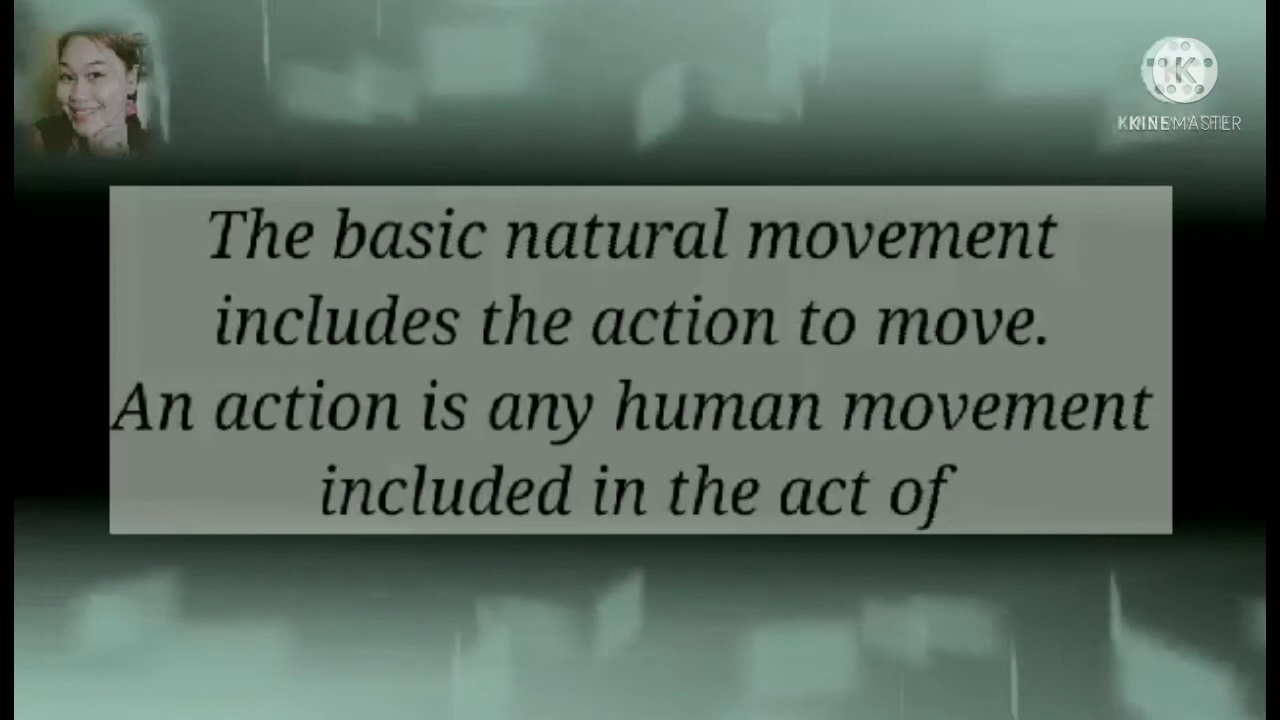 The basic natural movement
includes the action to move.
An action is any human movement
included in the act of
KINEMASTER